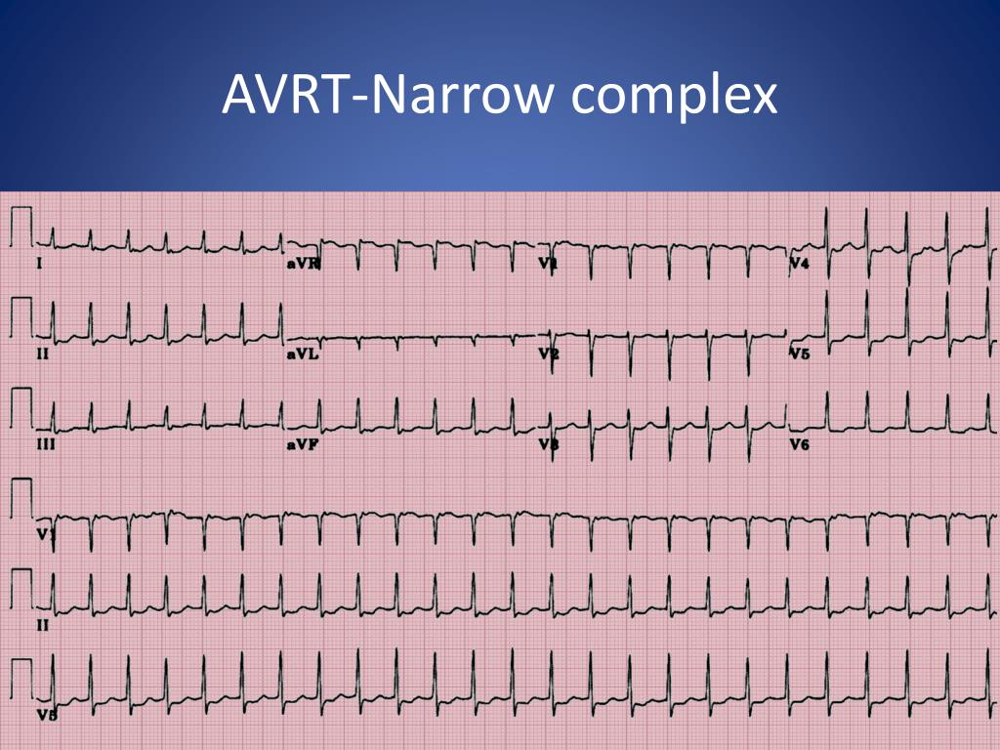 AVRT-Narrow complex
I
aVR
V1
V4
II
aVL
V2
V5
III
aVF
V3
V6
V1
II
V5